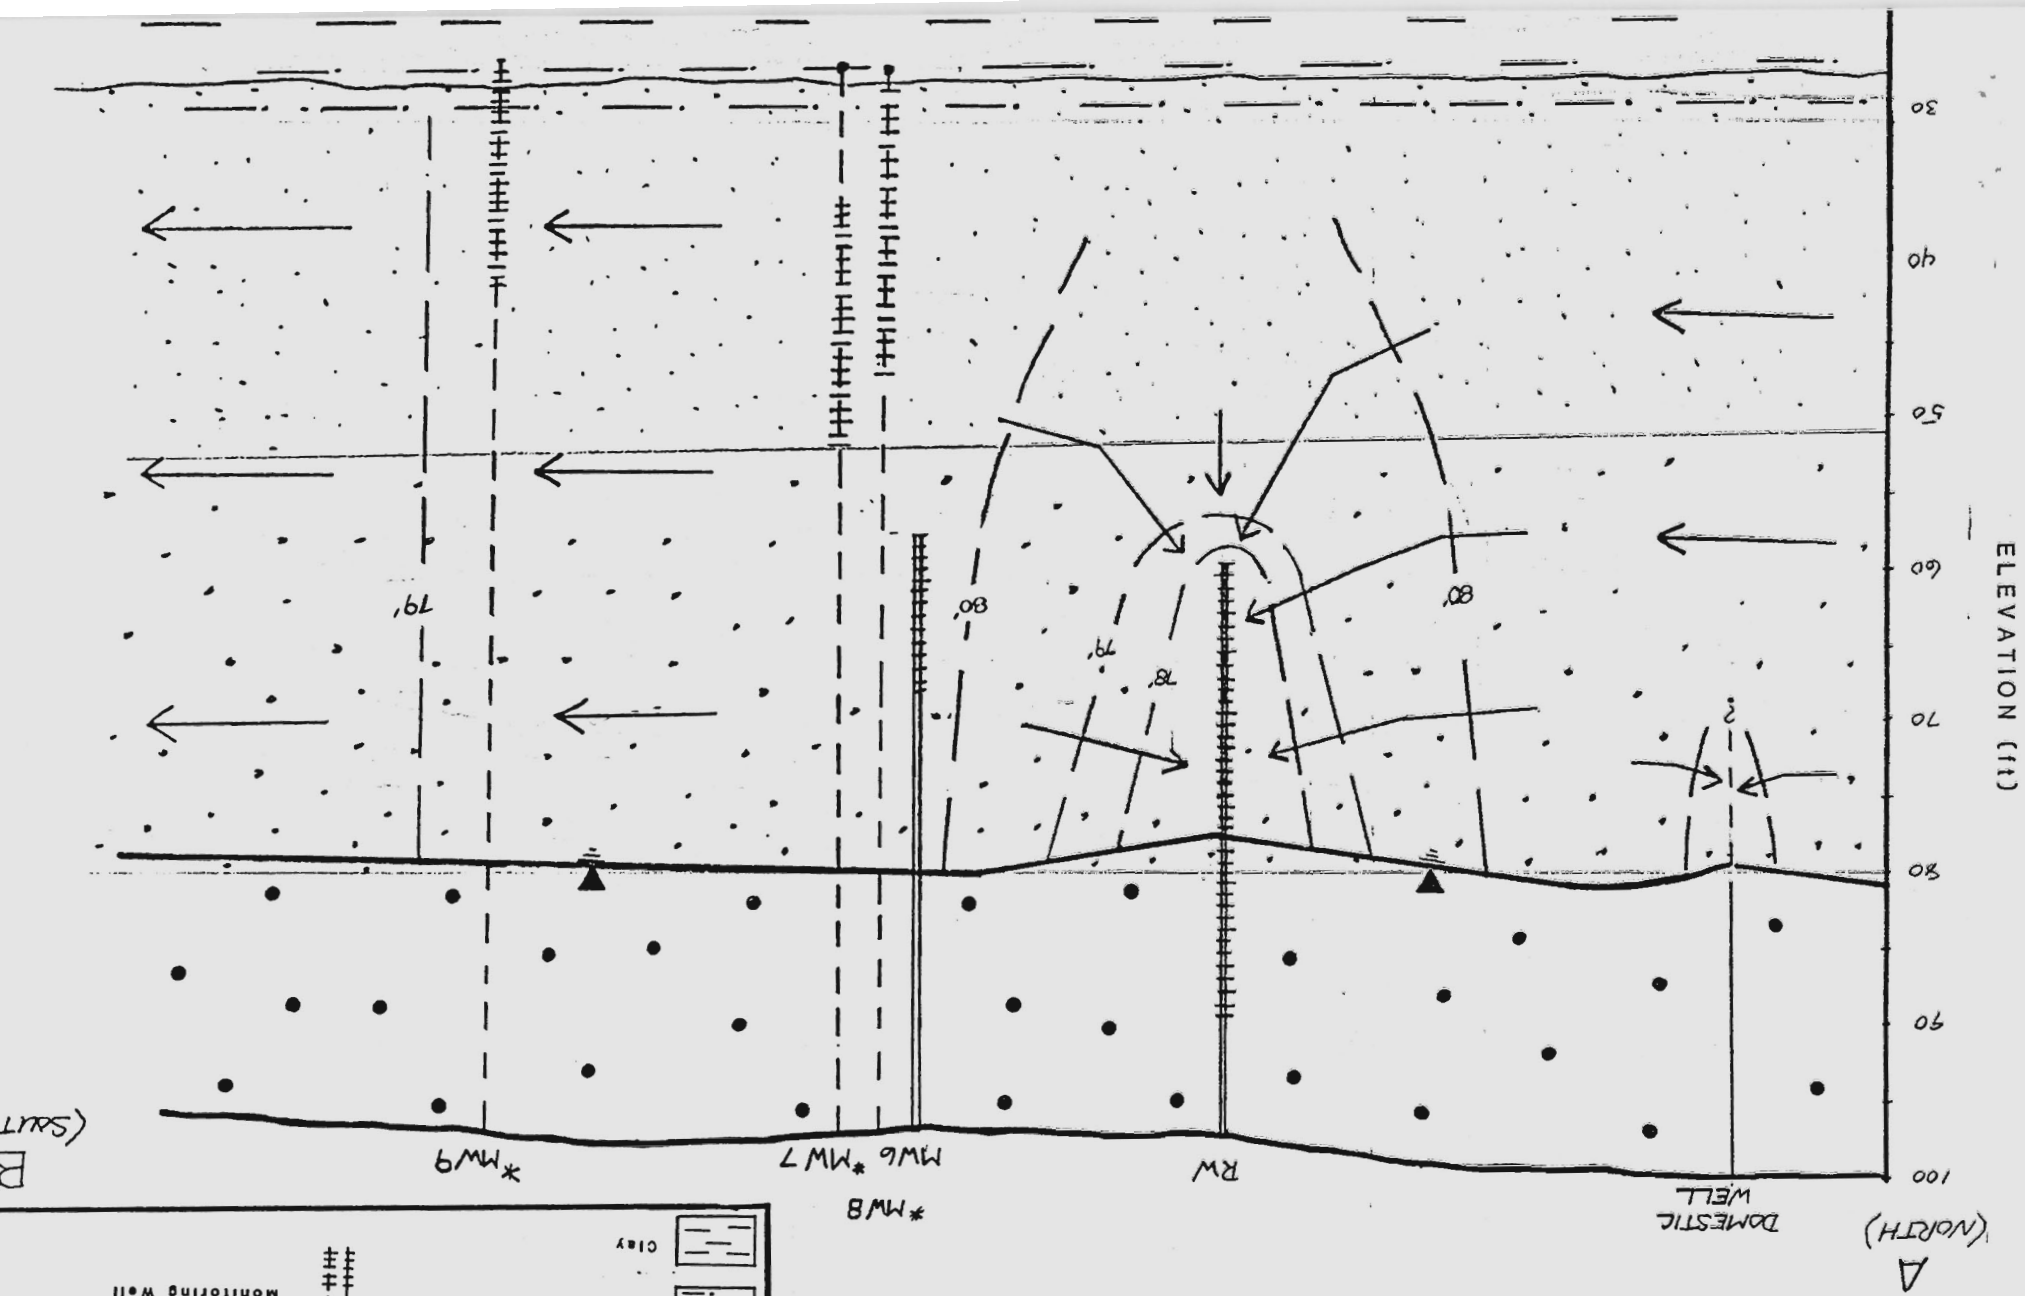 Monitoring Well
Clay
A
(NORTH)
DOMESTIC
WELL
RW
*MW8
MW6
*MW7
*MW9
B
(SOUT
ELEVATION (ft)
100
90
80
70
60
50
40
30
?
80'
78'
79'
80'
79'